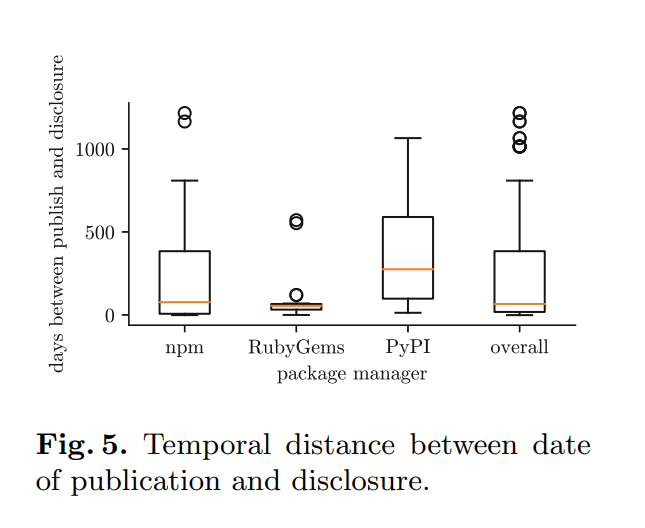 days between publish and disclosure
1000
500
0
npm RubyGems PyPI overall
package manager
Fig. 5. Temporal distance between date
of publication and disclosure.